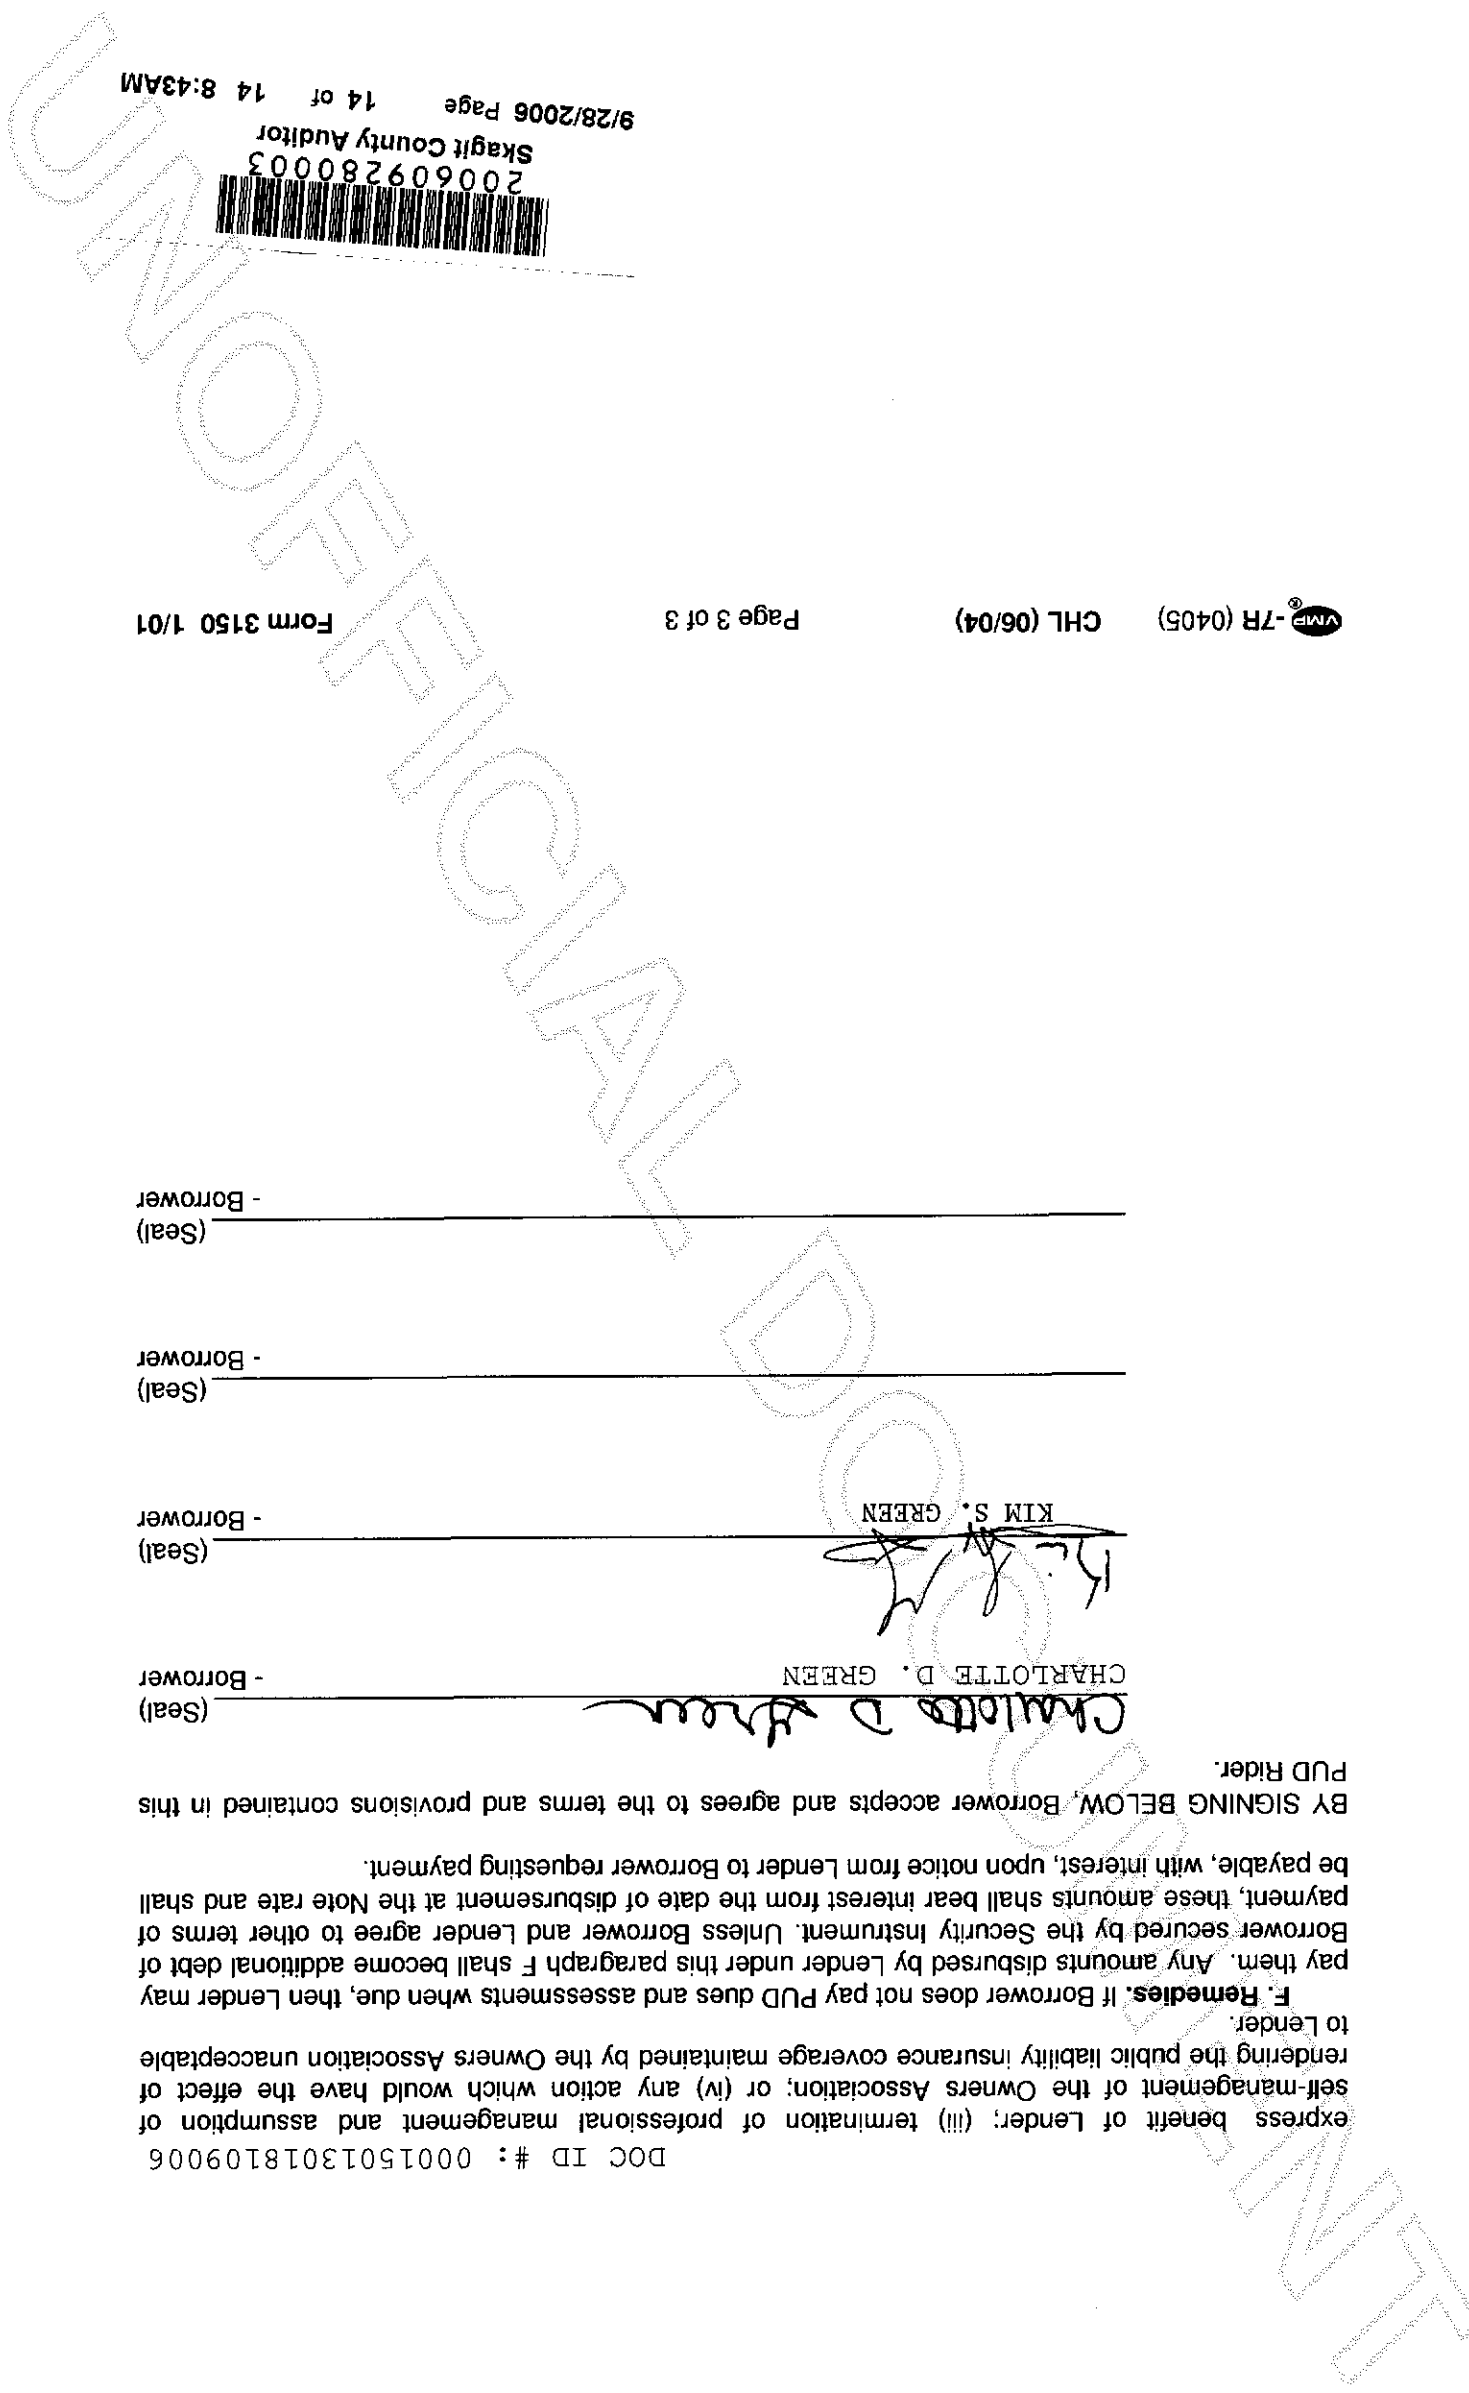 DOC ID #: 00015013018109006
express benefit of Lender; (iii) termination of professional management and assumption of
self-management of the Owners Association; or (iv) any action which would have the effect of
rendering the public liability insurance coverage maintained by the Owners Association unacceptable
to Lender.
F. Remedies. If Borrower does not pay PUD dues and assessments when due, then Lender may
pay them. Any amounts disbursed by Lender under this paragraph F shall become additional debt of
Borrower secured by the Security Instrument. Unless Borrower and Lender agree to other terms of
payment, these amounts shall bear interest from the date of disbursement at the Note rate and shall
be payable, with interest, upon notice from Lender to Borrower requesting payment.
BY SIGNING BELOW, Borrower accepts and agrees to the terms and provisions contained in this
PUD Rider.
Charlotte D Green (Seal)
CHARLOTTE D. GREEN - Borrower
(Seal)
KIM S. GREEN - Borrower
(Seal)
- Borrower
(Seal)
- Borrower
VMP ® -7R (0405) CHL (06/04) Page 3 of 3 Form 3150 1/01
200609280003
Skagit County Auditor
9/28/2006 Page 14 of 14 8:43AM
UNOFFICIAL DOCUMENT